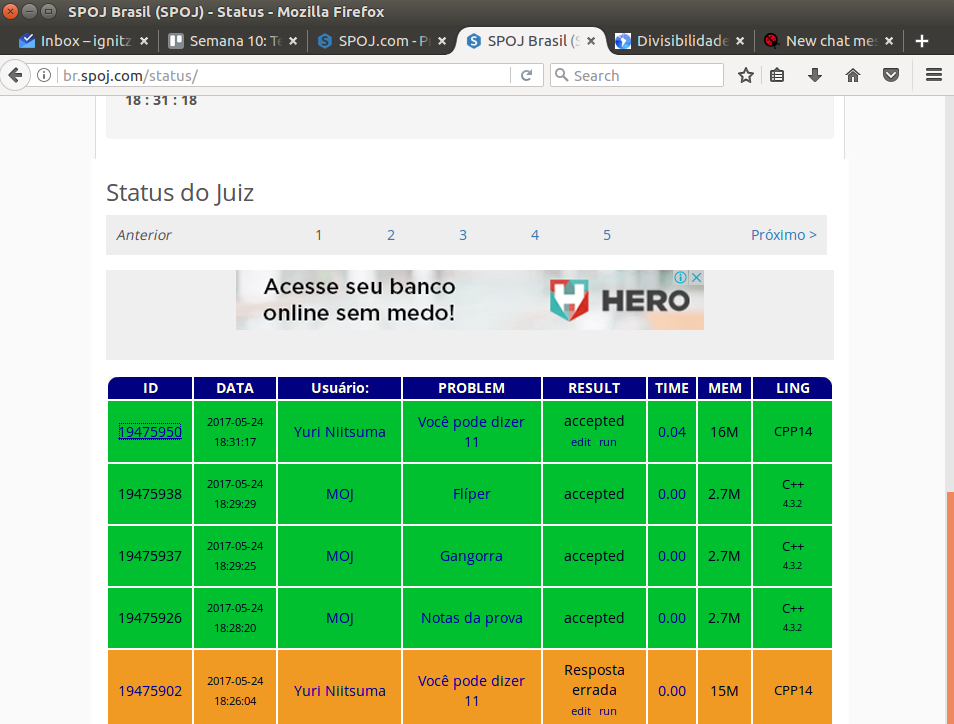 SPOJ Brasil (SPOJ) - Status - Mozilla Firefox
Inbox – ignitz
Semana 10: Te
SPOJ.com - P
SPOJ Brasil (S
Divisibilidade
New chat mes
br.spoj.com/status/
Search
18 : 31 : 18
Status do Juiz
Anterior 1 2 3 4 5 Próximo >
Acesse seu banco
online sem medo!
HERO
ID DATA Usuário: PROBLEM RESULT TIME MEM LING
19475950 2017-05-24 18:31:17 Yuri Niitsuma Você pode dizer 11 accepted edit run 0.04 16M CPP14
19475938 2017-05-24 18:29:29 MOJ Flíper accepted 0.00 2.7M C++ 4.3.2
19475937 2017-05-24 18:29:25 MOJ Gangorra accepted 0.00 2.7M C++ 4.3.2
19475926 2017-05-24 18:28:20 MOJ Notas da prova accepted 0.00 2.7M C++ 4.3.2
19475902 2017-05-24 18:26:04 Yuri Niitsuma Você pode dizer 11 Resposta errada edit run 0.00 15M CPP14